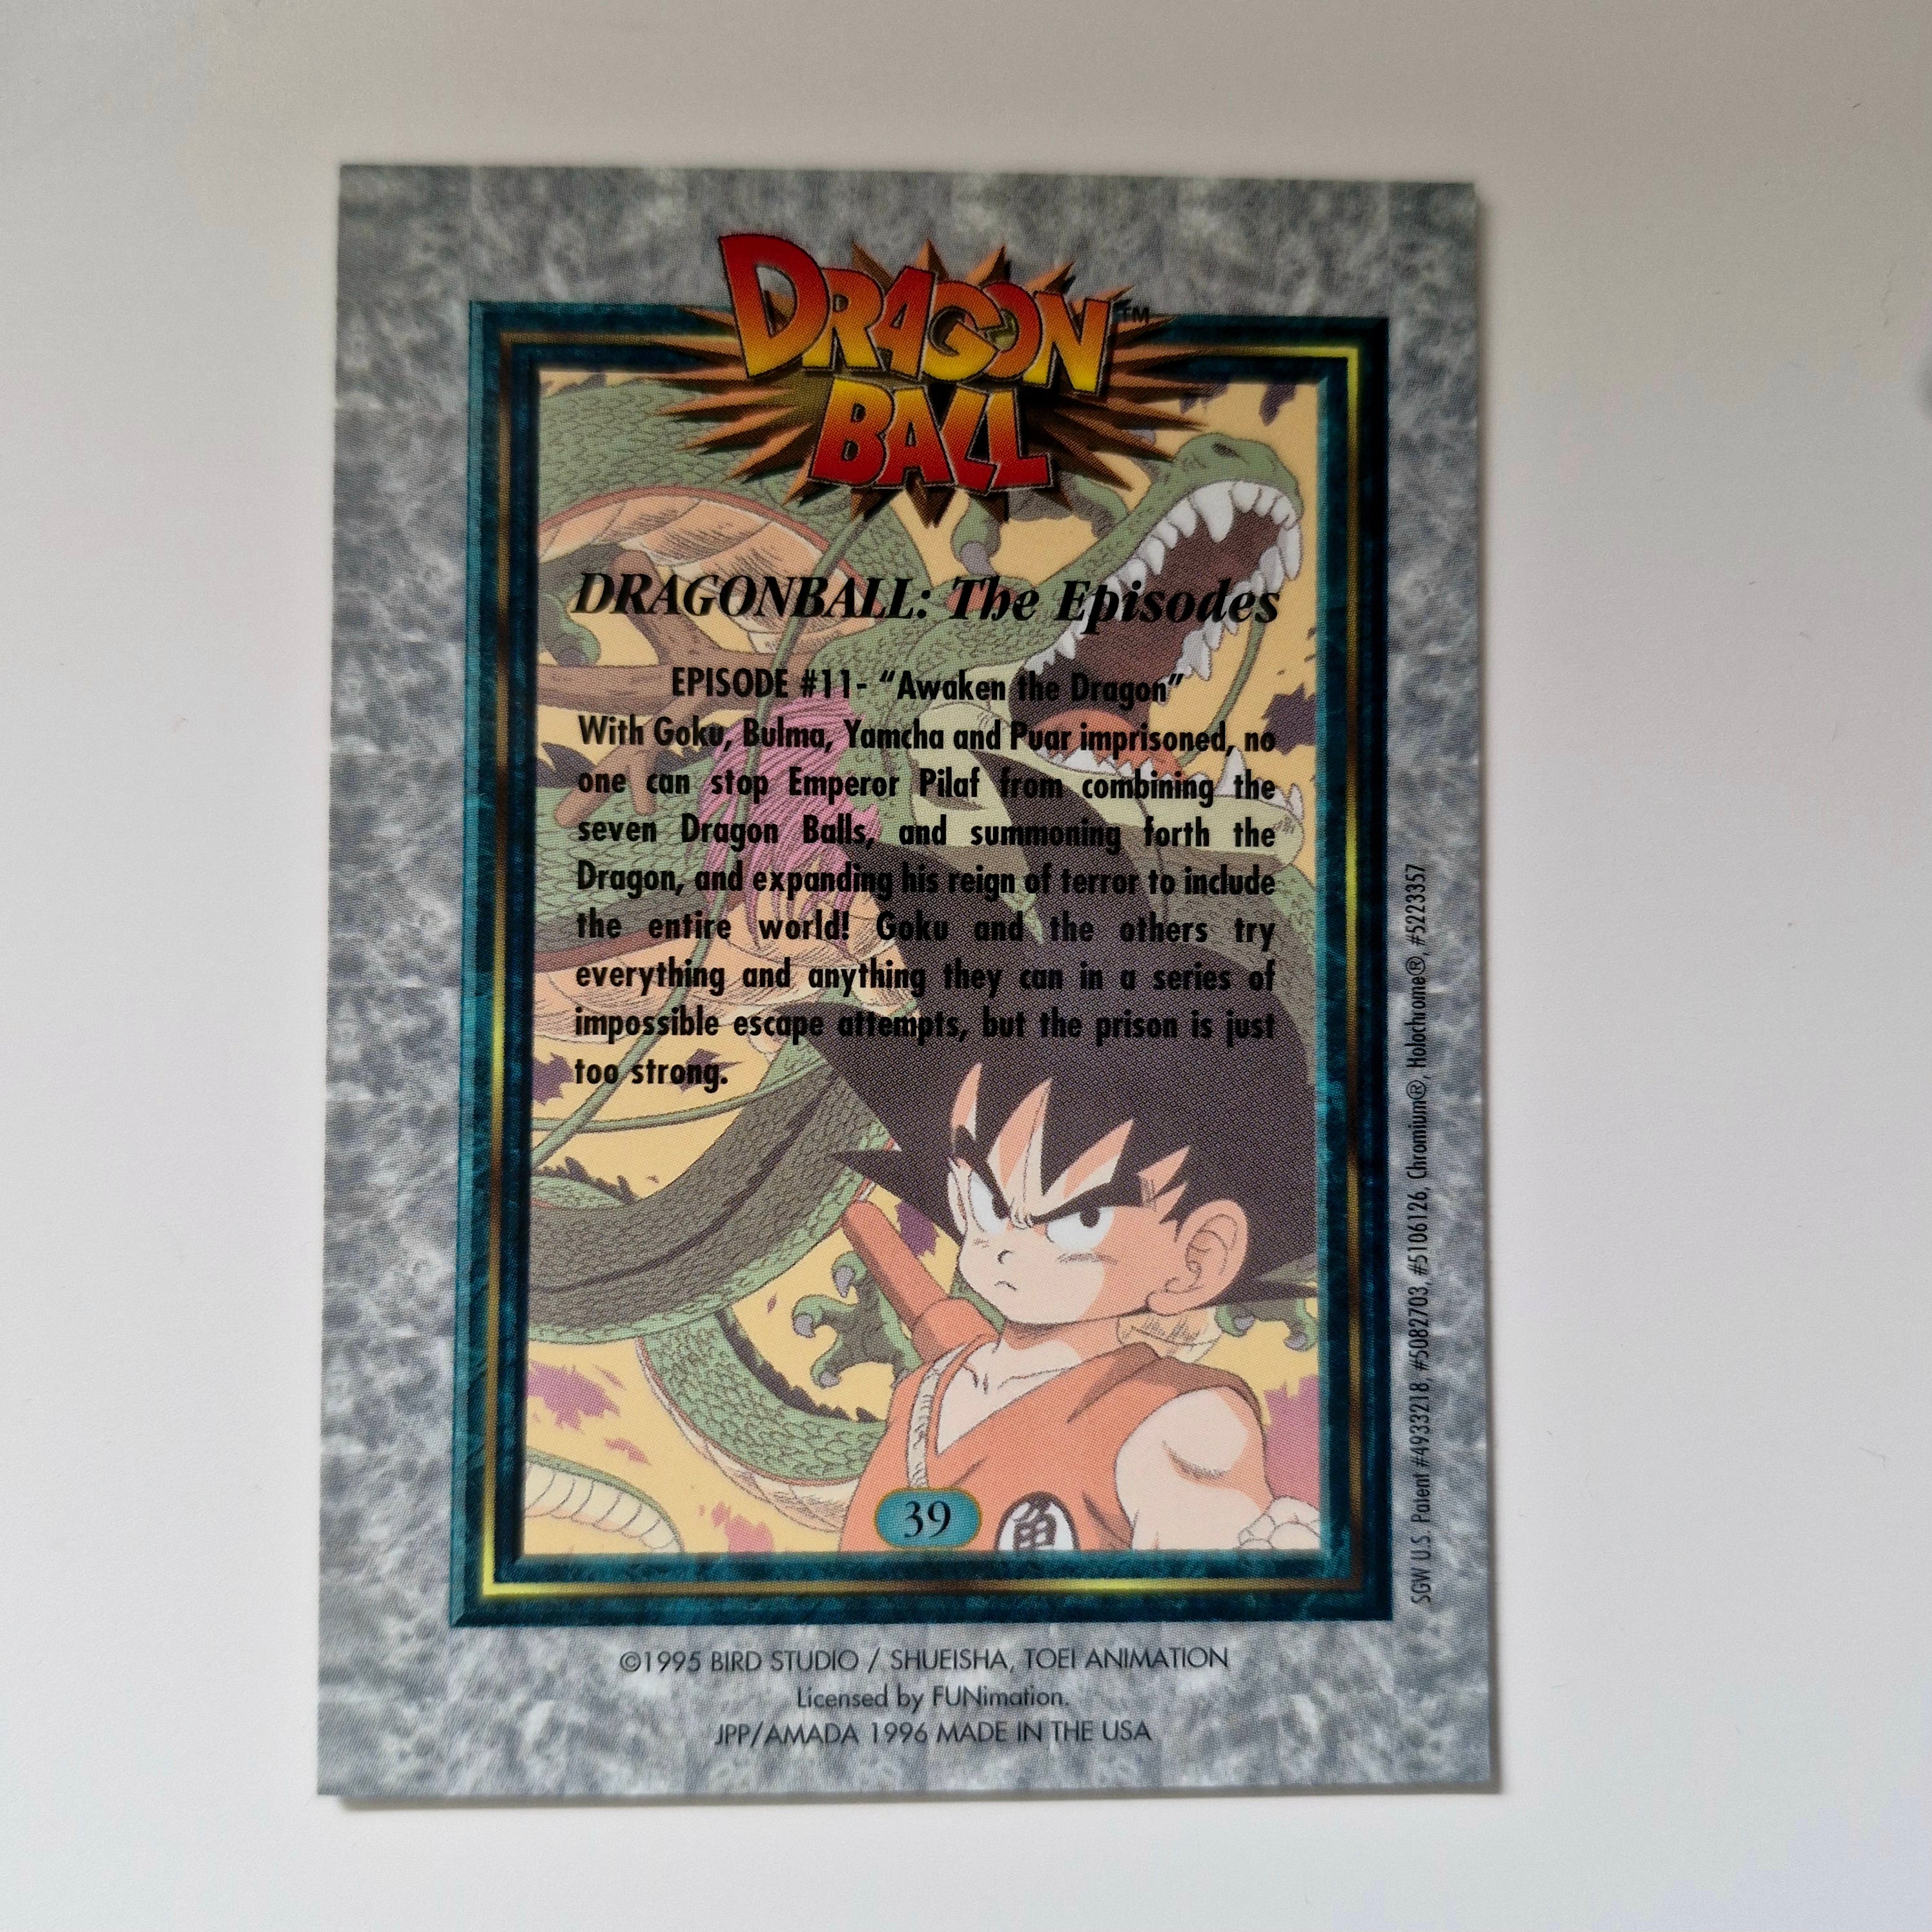 DRAGON™
BALL
DRAGONBALL: The Episodes
EPISODE #11- “Awaken the Dragon”
With Goku, Bulma, Yamcha and Puar imprisoned, no
one can stop Emperor Pilaf from combining the
seven Dragon Balls, and summoning forth the
Dragon, and expanding his reign of terror to include
the entire world! Goku and the others try
everything and anything they can in a series of
impossible escape attempts, but the prison is just
too strong.
39
亀
SGW U.S. Patent #4933218, #5082703, #5106126, Chromium®, Holochrome®, #5223357
©1995 BIRD STUDIO / SHUEISHA, TOEI ANIMATION
Licensed by FUNimation.
JPP/AMADA 1996 MADE IN THE USA